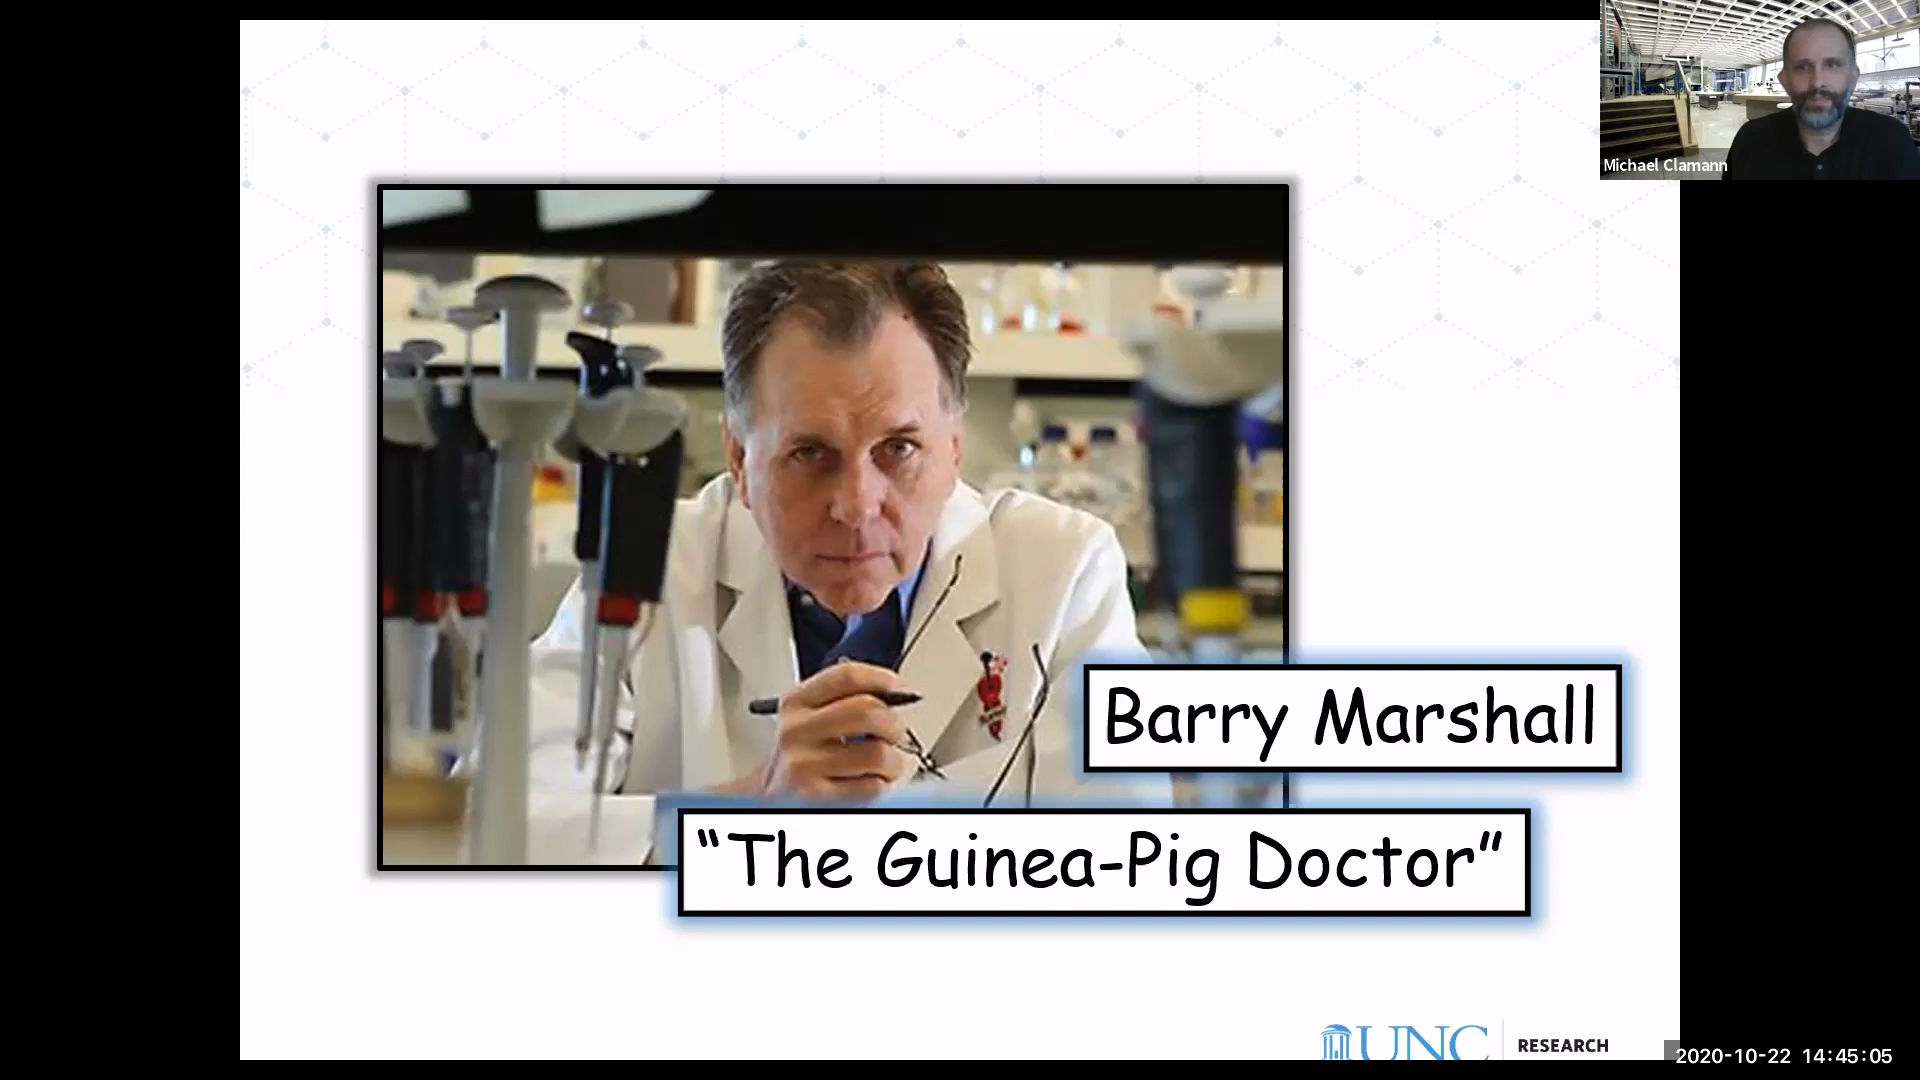 Michael Clamann
Barry Marshall
“The Guinea-Pig Doctor”
UNC RESEARCH
2020-10-22 14:45:05